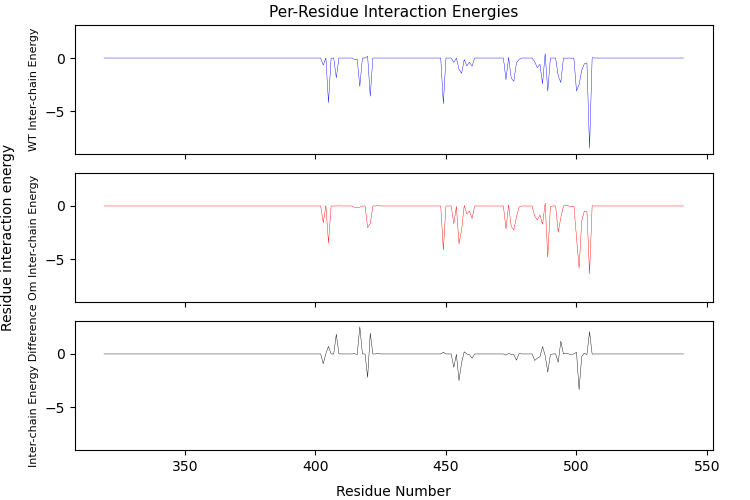 Per-Residue Interaction Energies
Residue interaction energy
WT Inter-chain Energy
0
−5
Om Inter-chain Energy
0
−5
Inter-chain Energy Difference
0
−5
350
400
450
500
550
Residue Number